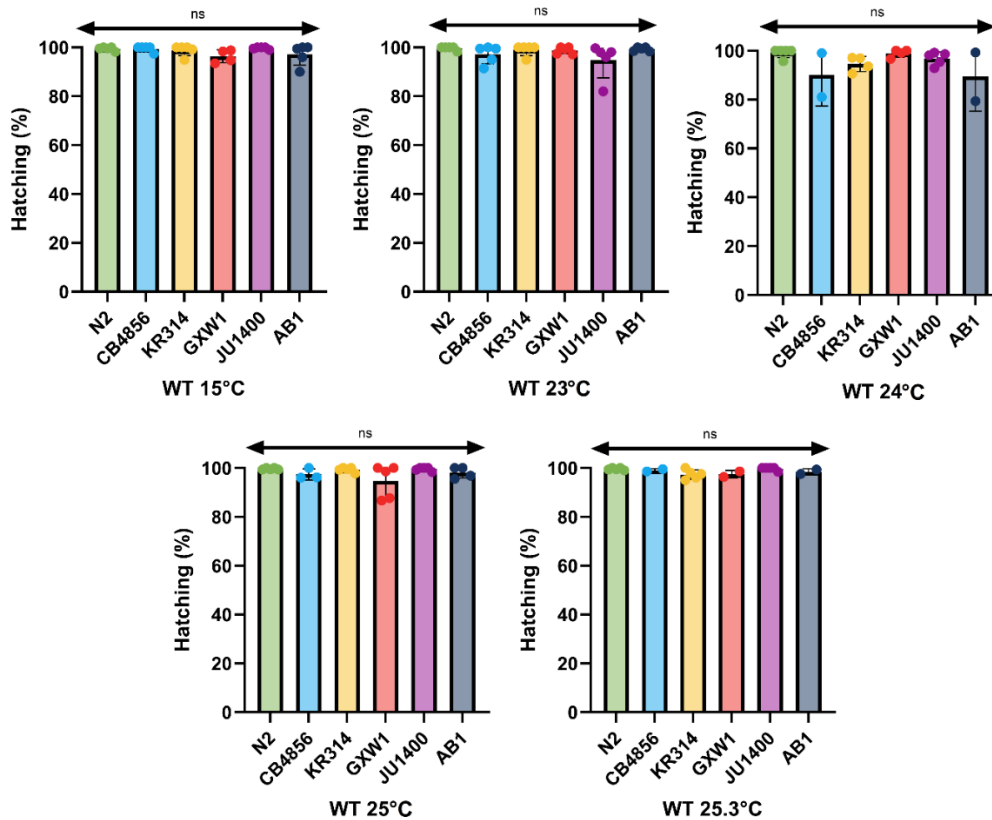 ns
Hatching (%)
100
80
60
40
20
0
N2
CB4856
KR314
GXW1
JU1400
AB1
WT 15°C
ns
Hatching (%)
100
80
60
40
20
0
N2
CB4856
KR314
GXW1
JU1400
AB1
WT 23°C
ns
Hatching (%)
100
80
60
40
20
0
N2
CB4856
KR314
GXW1
JU1400
AB1
WT 24°C
ns
Hatching (%)
100
80
60
40
20
0
N2
CB4856
KR314
GXW1
JU1400
AB1
WT 25°C
ns
Hatching (%)
100
80
60
40
20
0
N2
CB4856
KR314
GXW1
JU1400
AB1
WT 25.3°C